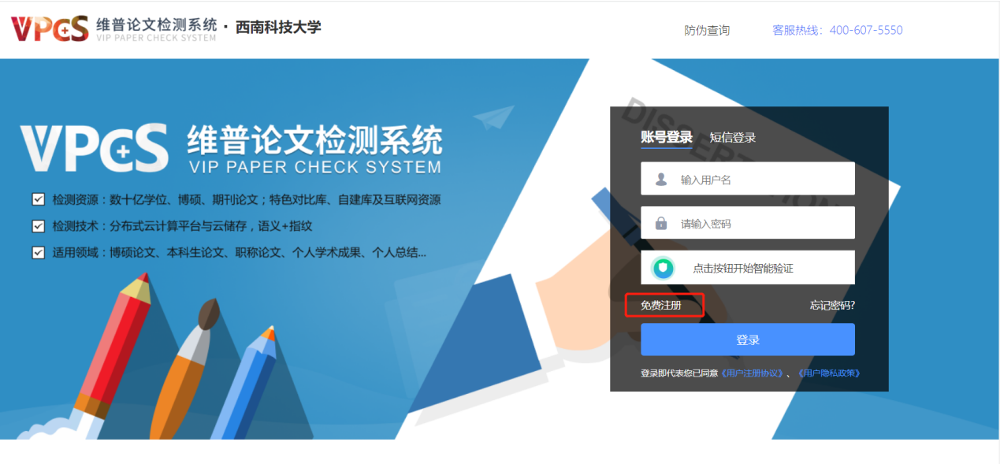 VPCS 维普论文检测系统 · 西南科技大学
VIP PAPER CHECK SYSTEM
防伪查询 客服热线：400-607-5550
VPCS 维普论文检测系统
VIP PAPER CHECK SYSTEM
检测资源：数十亿学位、博硕、期刊论文；特色对比库、自建库及互联网资源
检测技术：分布式云计算平台与云储存，语义+指纹
适用领域：博硕论文、本科生论文、职称论文、个人学术成果、个人总结...
DISSERTATION
账号登录 短信登录
输入用户名
请输入密码
点击按钮开始智能验证
免费注册 忘记密码?
登录
登录即代表您已同意《用户注册协议》、《用户隐私政策》